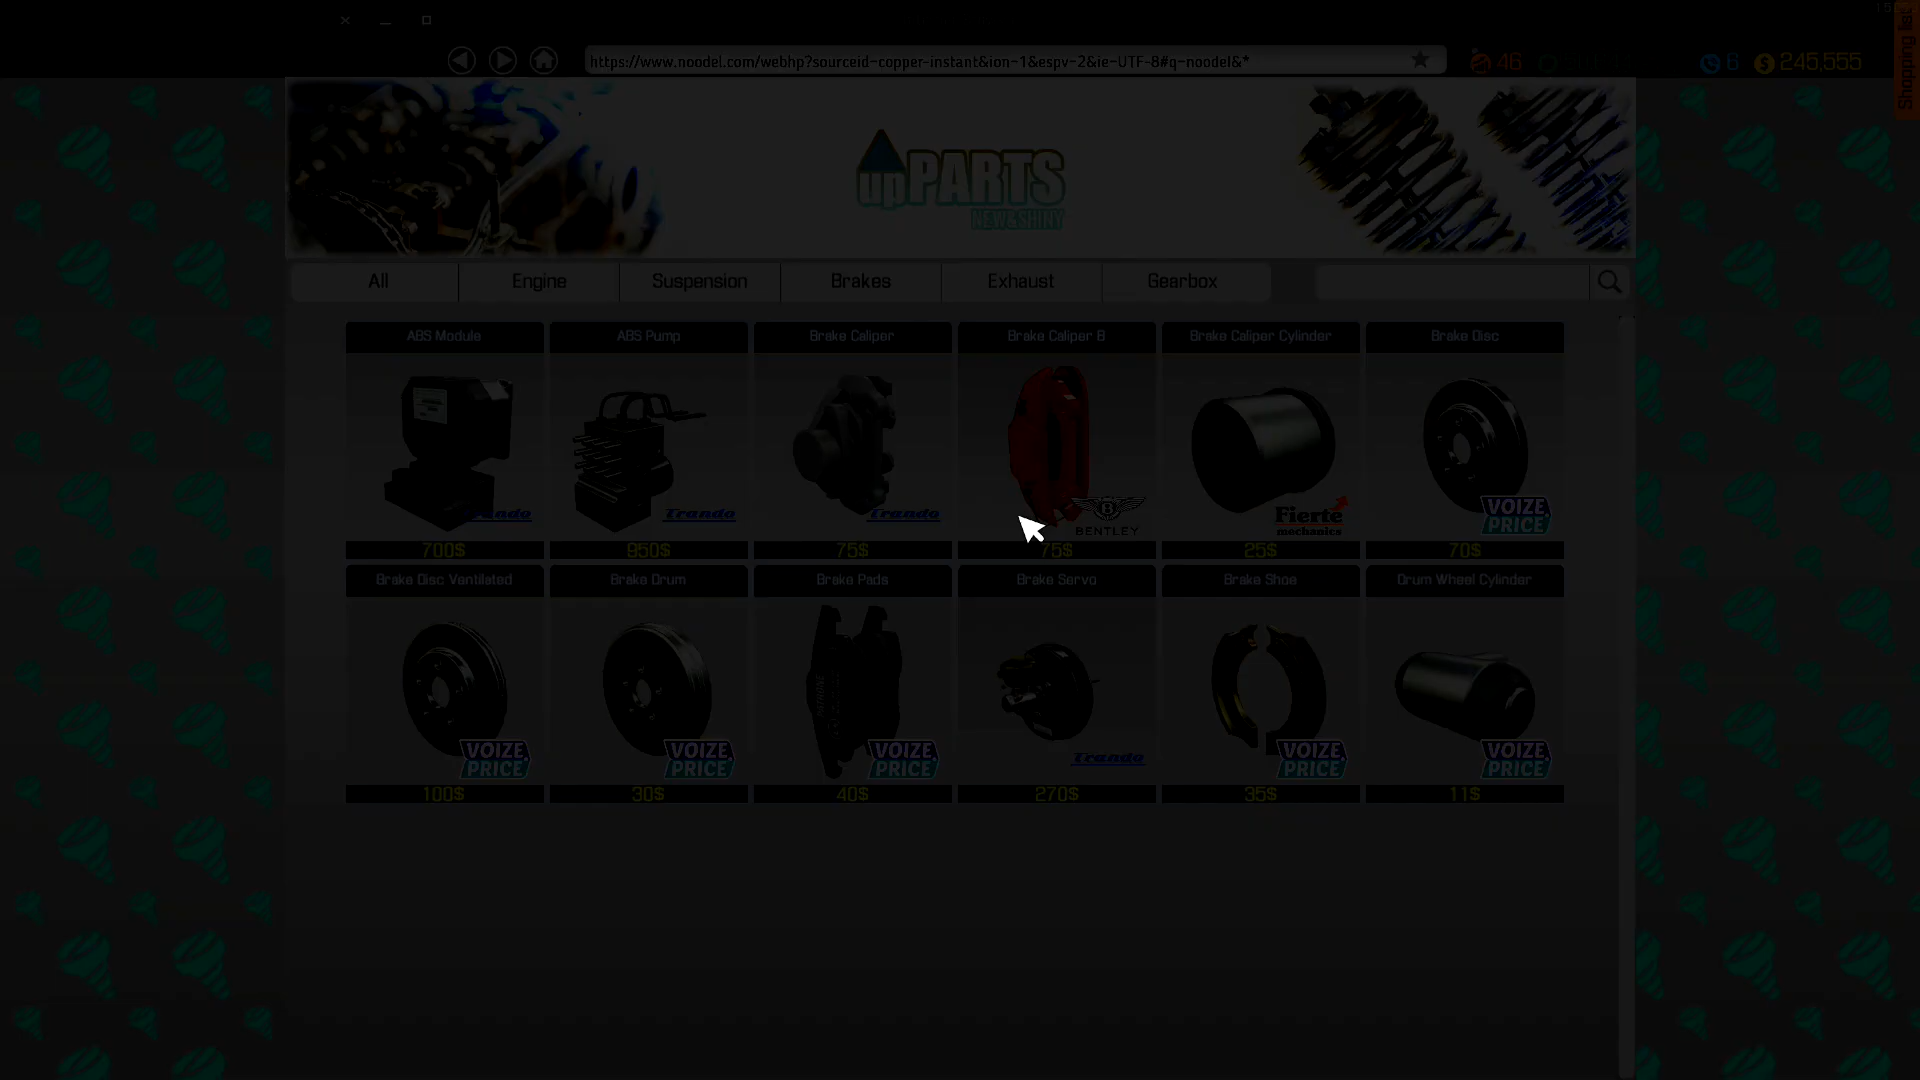 https://www.noodel.com/webhp?sourceid-copper-instant&ion-1&espv-2&ie-UTF-8#q-noodel&*
46
6
245,555
Shopping list
upPARTS
NEW&SHINY
All
Engine
Suspension
Brakes
Exhaust
Gearbox
ABS Module
ABS Pump
Brake Caliper
Brake Caliper B
Brake Caliper Cylinder
Brake Disc
Trando
Trando
Trando
B
BENTLEY
Fierte
mechanics
VOIZE
PRICE
700$
950$
75$
75$
25$
70$
Brake Disc Ventilated
Brake Drum
Brake Pads
Brake Servo
Brake Shoe
Drum Wheel Cylinder
VOIZE
PRICE
VOIZE
PRICE
VOIZE
PRICE
Trando
VOIZE
PRICE
VOIZE
PRICE
100$
30$
40$
270$
35$
11$